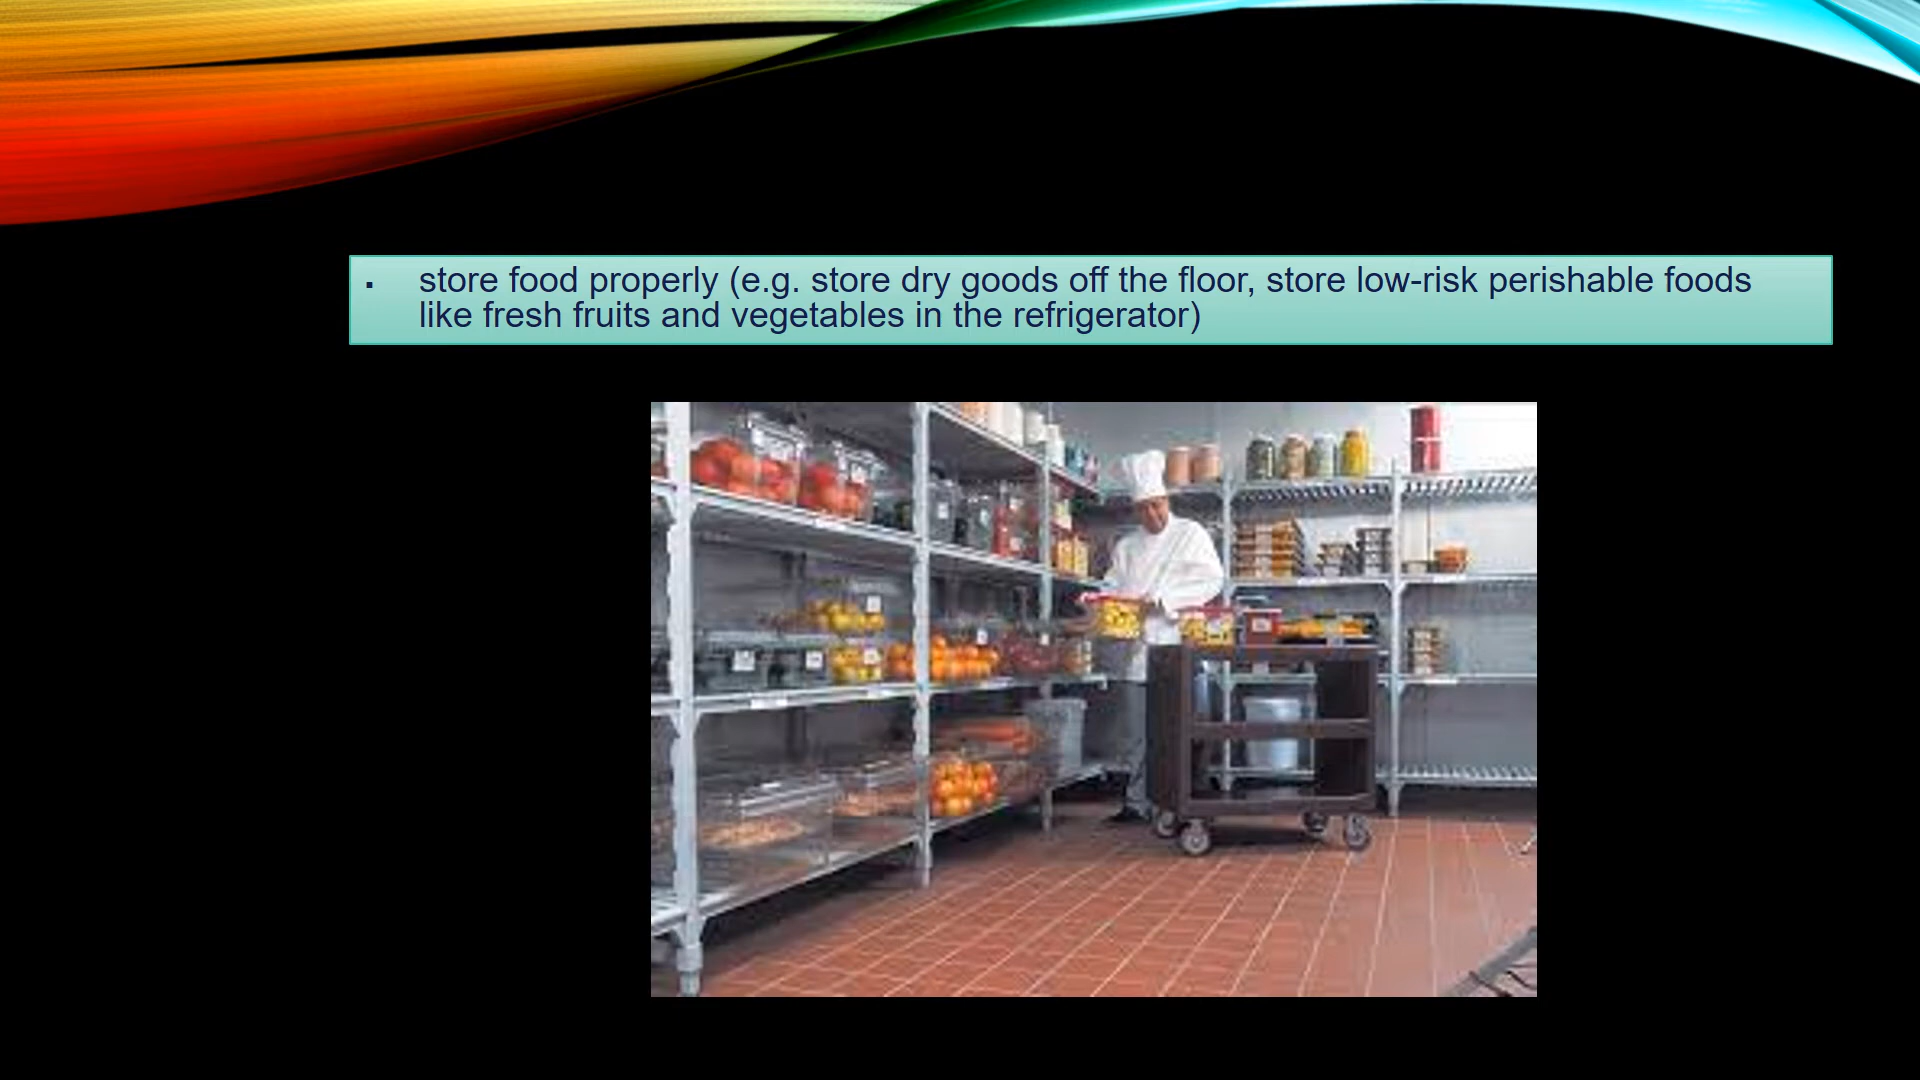 ▪ store food properly (e.g. store dry goods off the floor, store low-risk perishable foods
like fresh fruits and vegetables in the refrigerator)